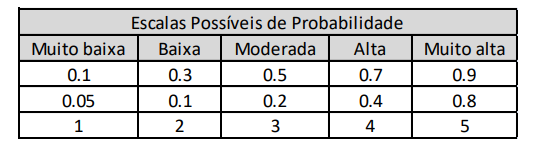 Escalas Possíveis de Probabilidade
Muito baixa Baixa Moderada Alta Muito alta
0.1 0.3 0.5 0.7 0.9
0.05 0.1 0.2 0.4 0.8
1 2 3 4 5